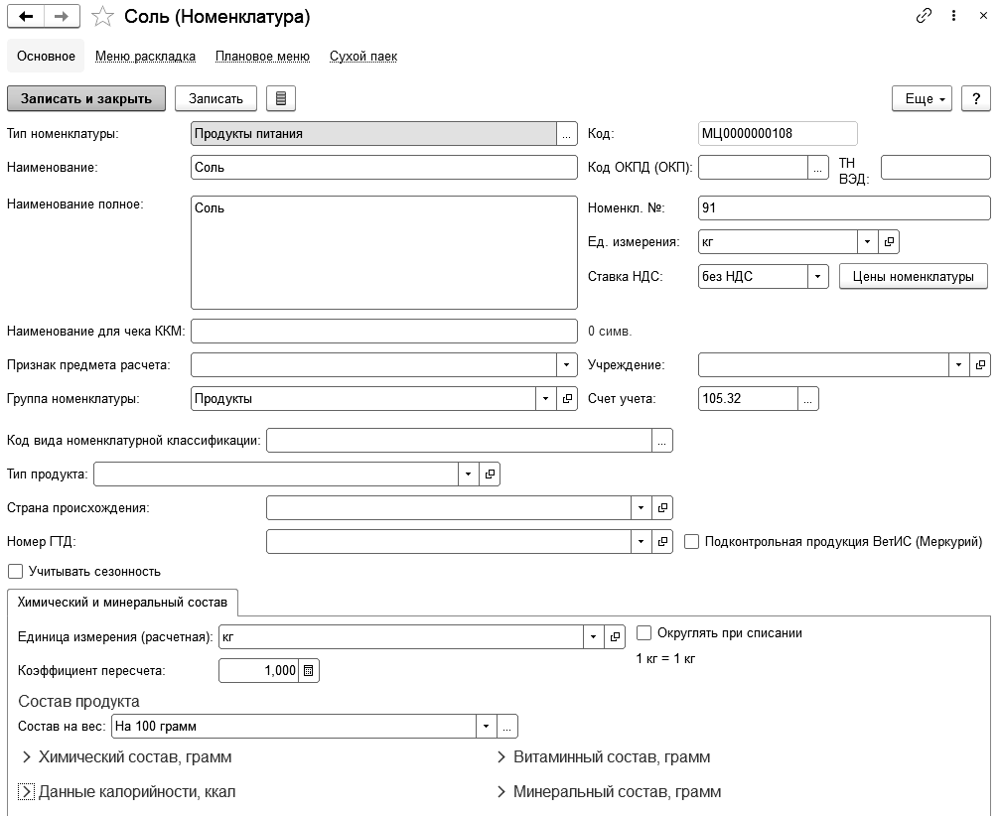 Соль (Номенклатура)
Основное Меню раскладка Плановое меню Сухой паек
Записать и закрыть Записать Еще ?
Тип номенклатуры: Продукты питания ... Код: МЦ0000000108
Наименование: Соль Код ОКПД (ОКП): ... ТН ВЭД:
Наименование полное: Соль Номенкл. №: 91
Ед. измерения: кг
Ставка НДС: без НДС Цены номенклатуры
Наименование для чека ККМ: 0 симв.
Признак предмета расчета: Учреждение:
Группа номенклатуры: Продукты Счет учета: 105.32 ...
Код вида номенклатурной классификации: ...
Тип продукта:
Страна происхождения:
Номер ГТД: Подконтрольная продукция ВетИС (Меркурий)
Учитывать сезонность
Химический и минеральный состав
Единица измерения (расчетная): кг Округлять при списании
1 кг = 1 кг
Коэффициент пересчета: 1,000
Состав продукта
Состав на вес: На 100 грамм ...
Химический состав, грамм Витаминный состав, грамм
Данные калорийности, ккал Минеральный состав, грамм